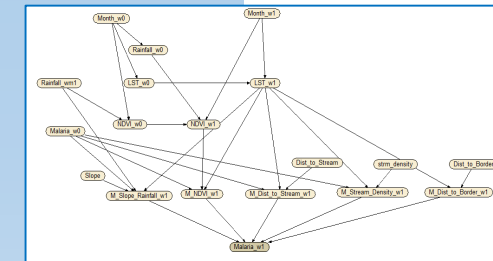 Month_w0 Month_w1
Rainfall_w0
Rainfall_wm1 LST_w0 LST_w1
NDVI_w0 NDVI_w1
Malaria_w0
Dist_to_Stream strm_density Dist_to_Border
Slope
M_Slope_Rainfall_w1 M_NDVI_w1 M_Dist_to_Stream_w1 M_Stream_Density_w1 M_Dist_to_Border_w1
Malaria_w1